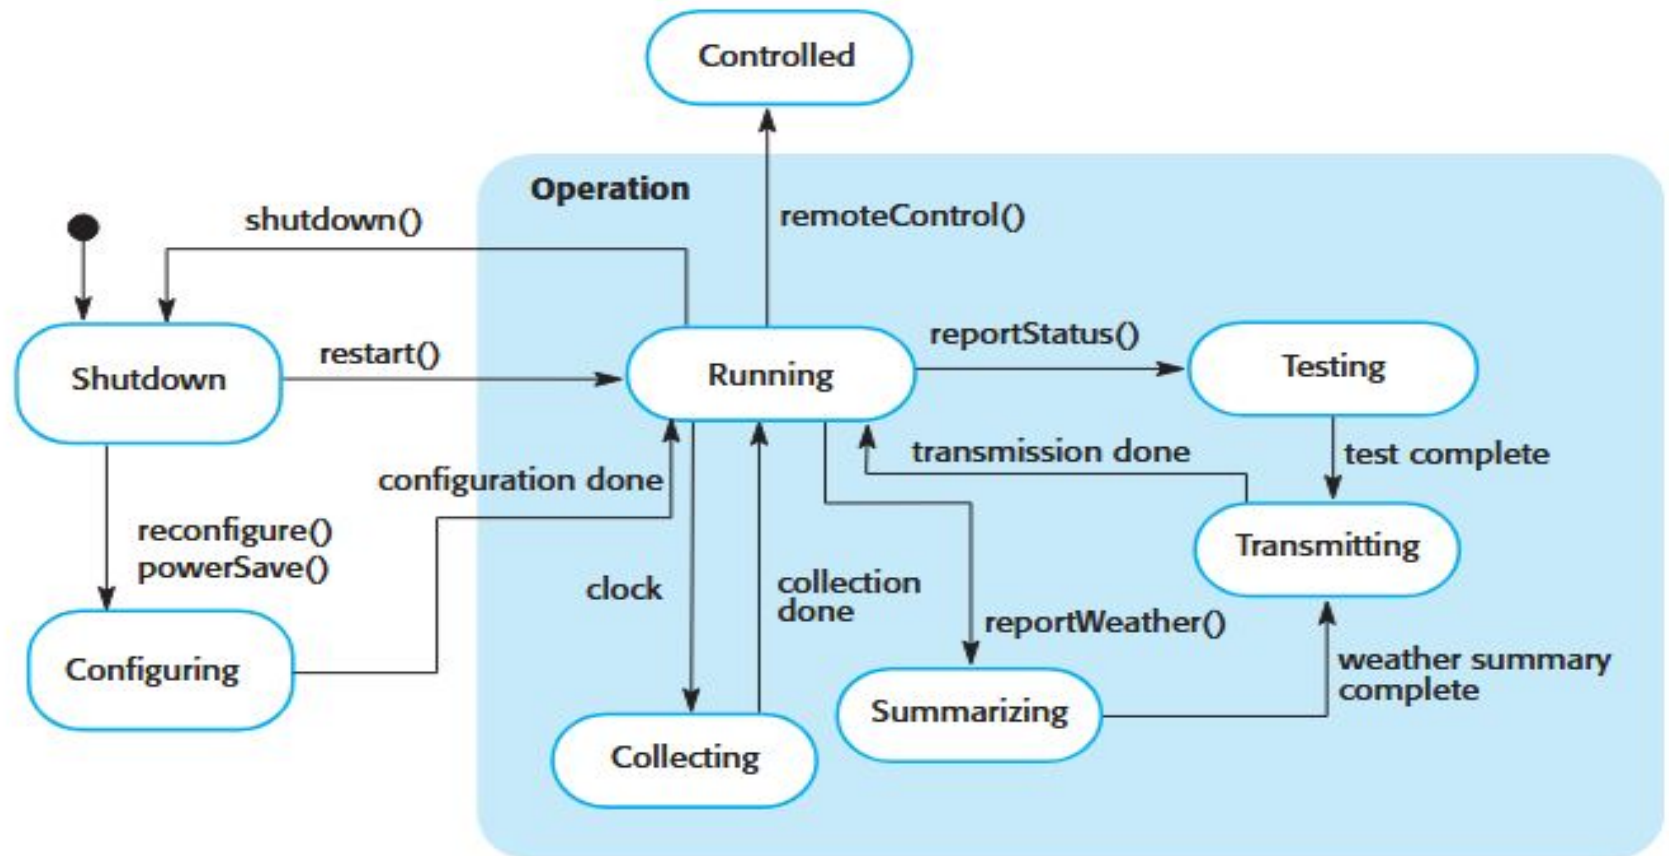 Controlled
Operation
shutdown()
remoteControl()
restart()
reportStatus()
Shutdown
Running
Testing
configuration done
transmission done
test complete
reconfigure()
powerSave()
Transmitting
clock
collection
done
reportWeather()
Configuring
weather summary
complete
Summarizing
Collecting